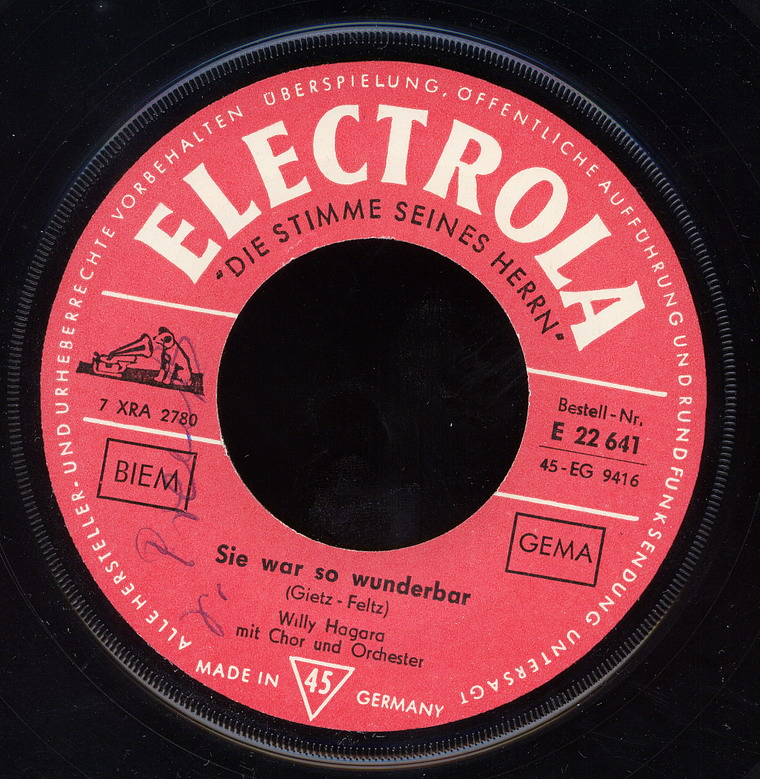 ALLE HERSTELLER- UND URHEBERRECHTE VORBEHALTEN ÜBERSPIELUNG, ÖFFENTLICHE AUFFÜHRUNG UND RUNDFUNKSENDUNG UNTERSAGT
ELECTROLA
"DIE STIMME SEINES HERRN"
7 XRA 2780
BIEM
Bestell-Nr.
E 22 641
45-EG 9416
GEMA
Sie war so wunderbar
(Gietz-Feltz)
Willy Hagara
mit Chor und Orchester
MADE IN 45 GERMANY